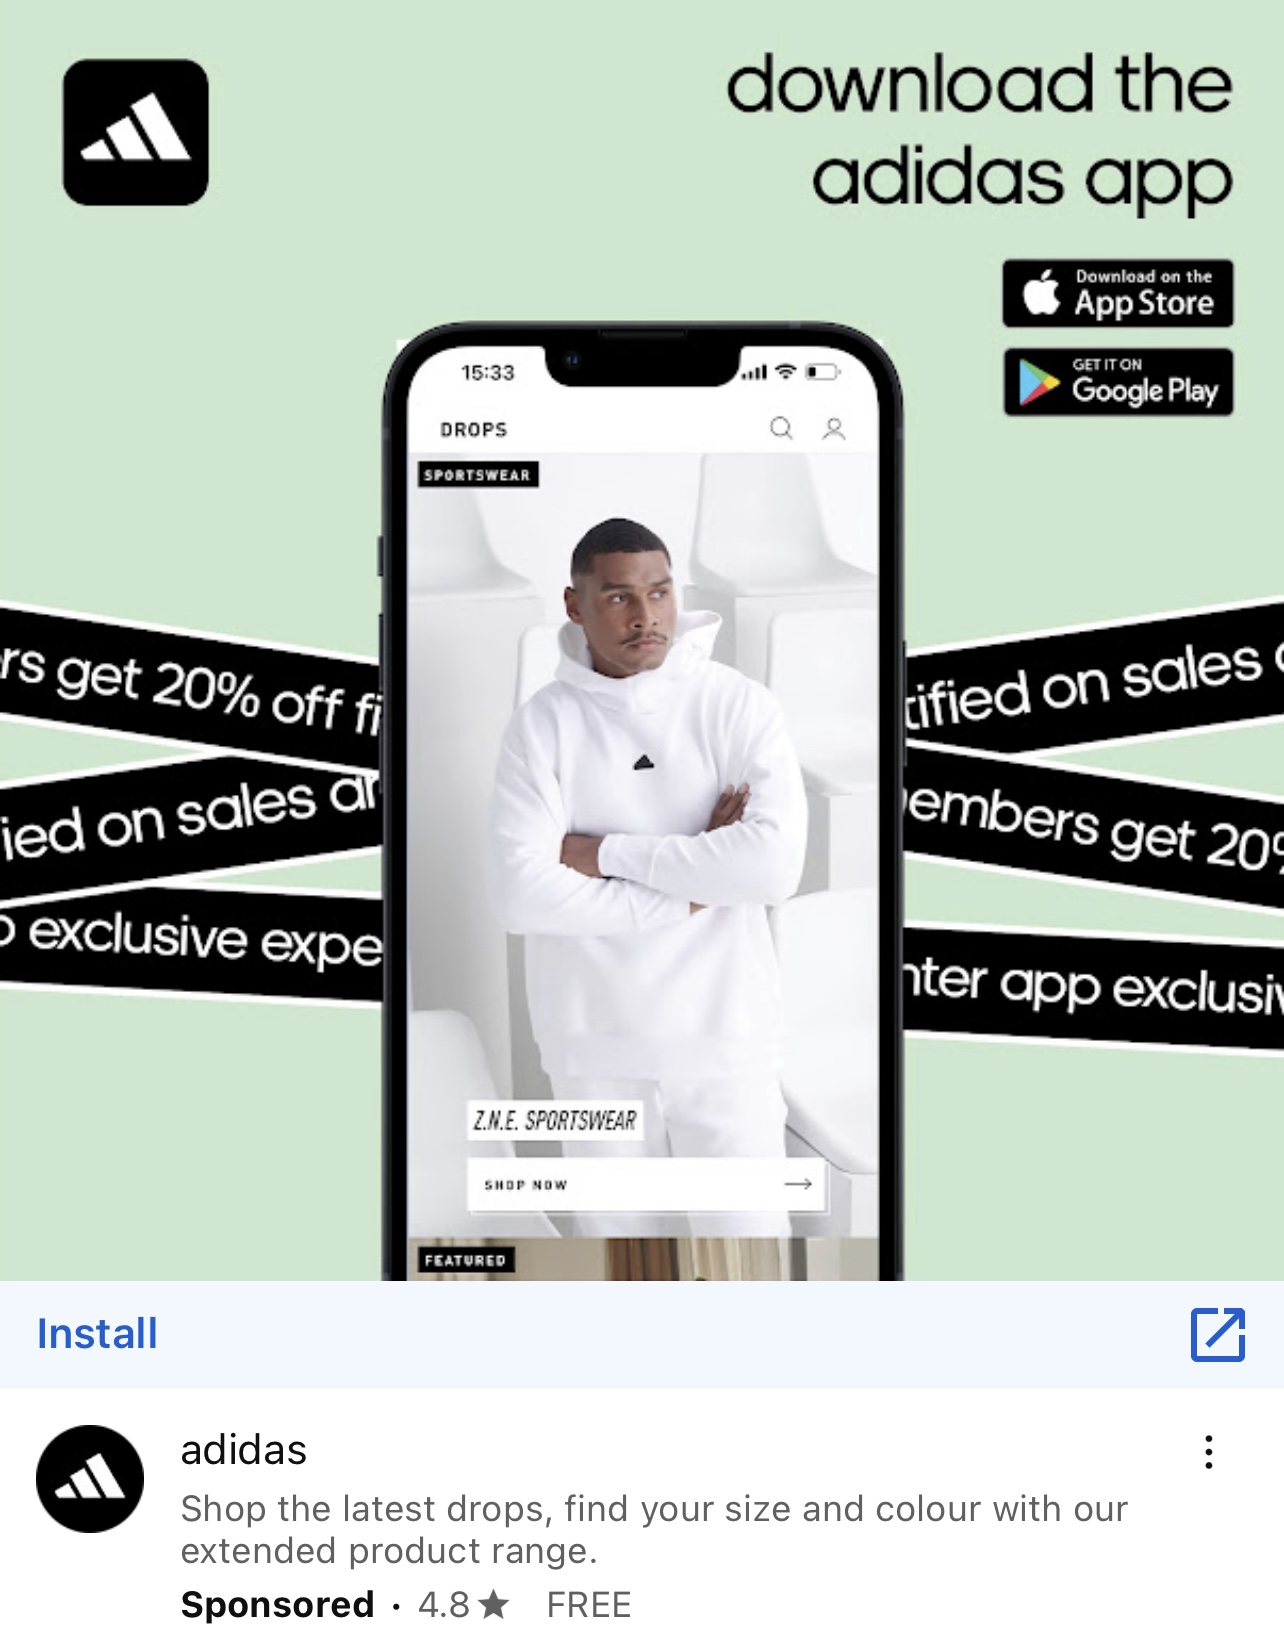 download the
adidas app
Download on the
App Store
GET IT ON
Google Play
15:33
DROPS
SPORTSWEAR
rs get 20% off fi
tified on sales
ied on sales ar
embers get 20%
exclusive expe
nter app exclusiv
Z.N.E. SPORTSWEAR
SHOP NOW
FEATURED
Install
adidas
Shop the latest drops, find your size and colour with our
extended product range.
Sponsored · 4.8★ FREE